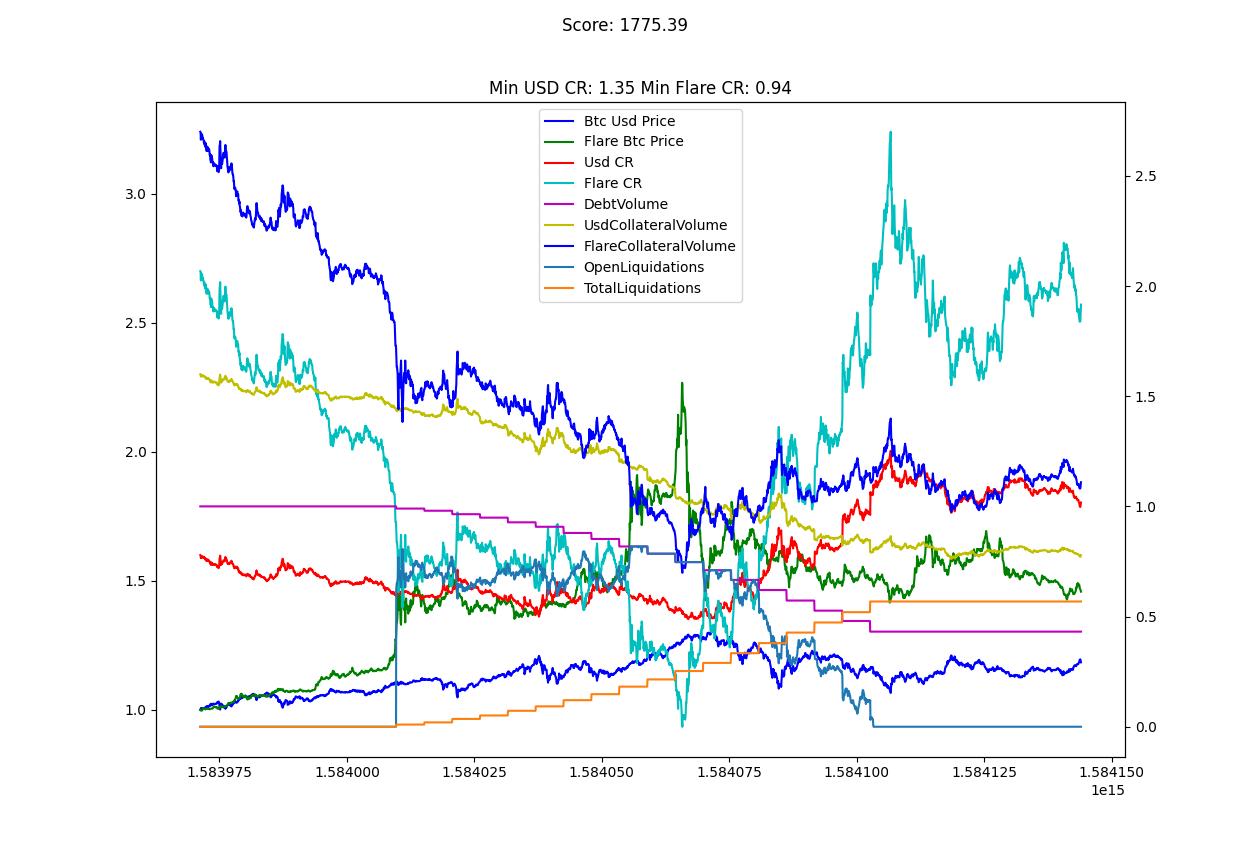 Score: 1775.39
Min USD CR: 1.35 Min Flare CR: 0.94
Btc Usd Price
Flare Btc Price
Usd CR
Flare CR
DebtVolume
UsdCollateralVolume
FlareCollateralVolume
OpenLiquidations
TotalLiquidations
3.0
2.5
2.0
1.5
1.0
2.5
2.0
1.5
1.0
0.5
0.0
1.583975 1.584000 1.584025 1.584050 1.584075 1.584100 1.584125 1.584150
1e15